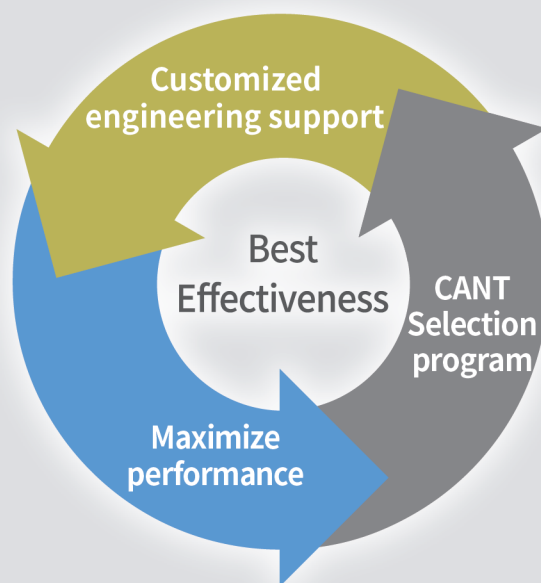 Customized
engineering support
Best
Effectiveness
CANT
Selection
program
Maximize
performance